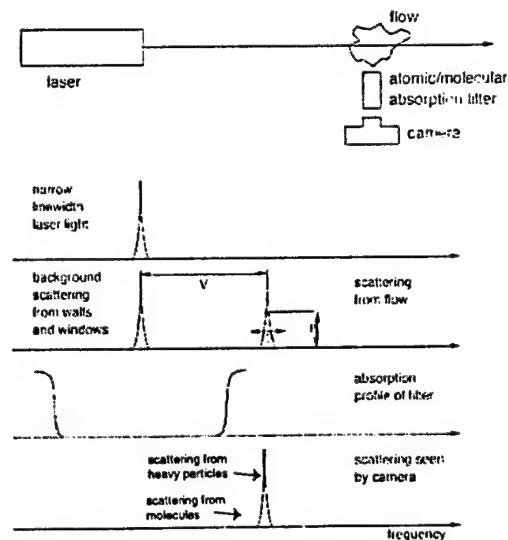 flow
laser
atomic/molecular
absorption filter
camera
narrow
linewidth
laser light
background
scattering
from walls
and windows
V
scattering
from flow
absorption
profile of filter
scattering from
heavy particles
scattering from
molecules
scattering seen
by camera
frequency